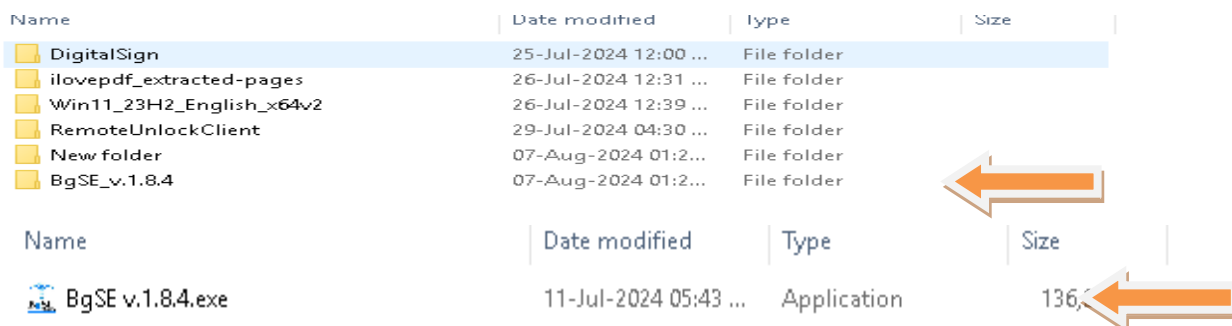 Name Date modified Type Size
DigitalSign 25-Jul-2024 12:00 ... File folder
ilovepdf_extracted-pages 26-Jul-2024 12:31 ... File folder
Win11_23H2_English_x64v2 26-Jul-2024 12:39 ... File folder
RemoteUnlockClient 29-Jul-2024 04:30 ... File folder
New folder 07-Aug-2024 01:2... File folder
BgSE_v.1.8.4 07-Aug-2024 01:2... File folder
Name Date modified Type Size
BgSE v.1.8.4.exe 11-Jul-2024 05:43 ... Application 136,